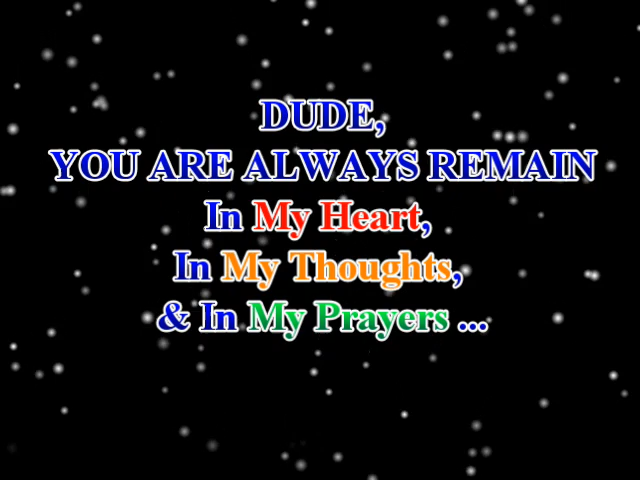 DUDE,
YOU ARE ALWAYS REMAIN
In My Heart,
In My Thoughts,
& In My Prayers ...